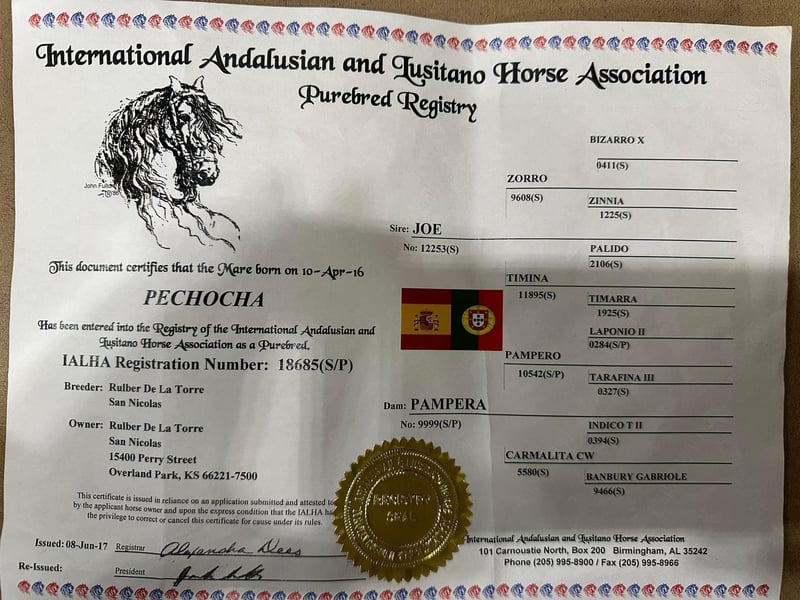 International Andalusian and Lusitano Horse Association
Purebred Registry
BIZARRO X
0411(S)
ZORRO
9608(S)
ZINNIA
1225(S)
Sire: JOE
No: 12253(S)
PALIDO
2106(S)
TIMINA
11895(S)
TIMARRA
1925(S)
This document certifies that the Mare born on 10-Apr-16
PECHOCHA
Has been entered into the Registry of the International Andalusian and
Lusitano Horse Association as a Purebred.
IALHA Registration Number: 18685(S/P)
LAPONIO II
0284(S/P)
PAMPERO
10542(S/P)
TARAFINA III
0327(S)
Dam: PAMPERA
No: 9999(S/P)
INDICO T II
0394(S)
CARMALITA CW
5580(S)
BANBURY GABRIOLE
9466(S)
Breeder: Rulber De La Torre
San Nicolas
Owner: Rulber De La Torre
San Nicolas
15400 Perry Street
Overland Park, KS 66221-7500
This certificate is issued in reliance on an application submitted and attested to
by the applicant horse owner and upon the express condition that the IALHA has
the privilege to correct or cancel this certificate for cause under its rules.
Issued: 08-Jun-17 Registrar
Re-Issued: President
REGISTRY
SEAL
International Andalusian and Lusitano Horse Association
101 Carnoustie North, Box 200 Birmingham, AL 35242
Phone (205) 995-8900 / Fax (205) 995-8966